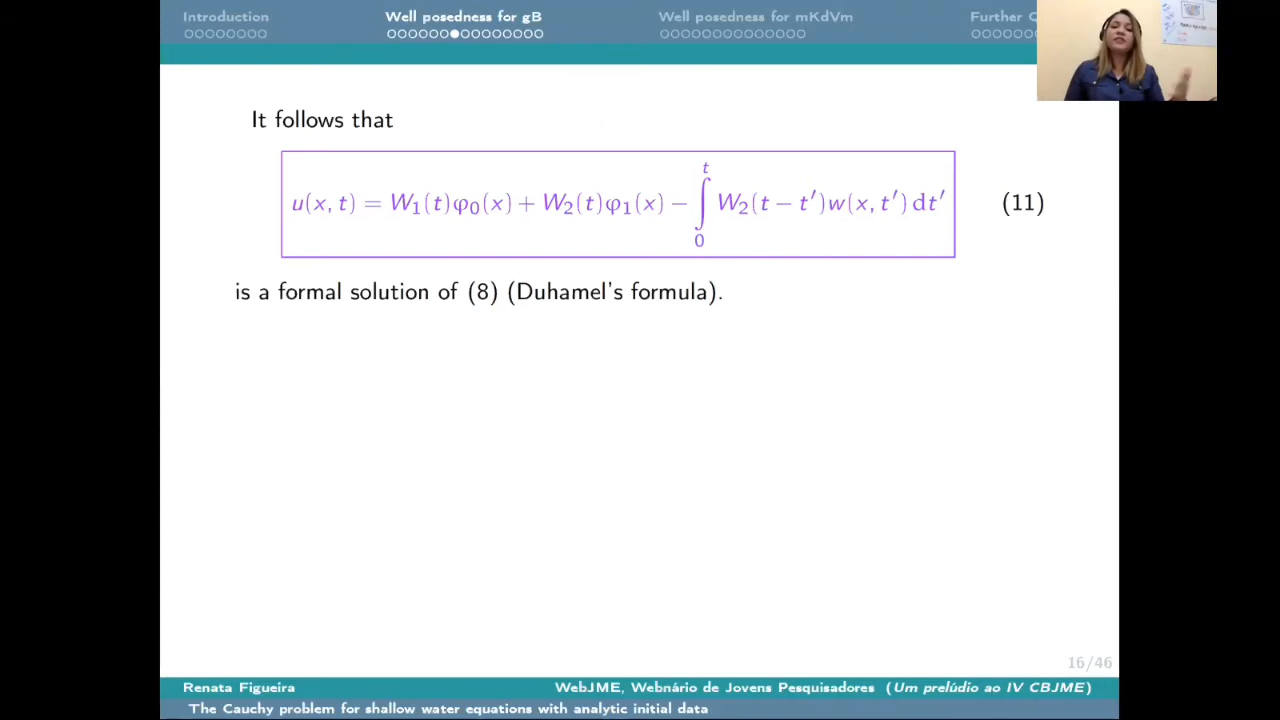 Introduction
Well posedness for gB
Well posedness for mKdVm
Further
It follows that
u(x, t) = W₁(t)φ₀(x) + W₂(t)φ₁(x) − ∫₀ᵗ W₂(t − t′)w(x, t′) dt′ (11)
is a formal solution of (8) (Duhamel's formula).
16/46
Renata Figueira
WebJME, Webnário de Jovens Pesquisadores (Um prelúdio ao IV CBJME)
The Cauchy problem for shallow water equations with analytic initial data